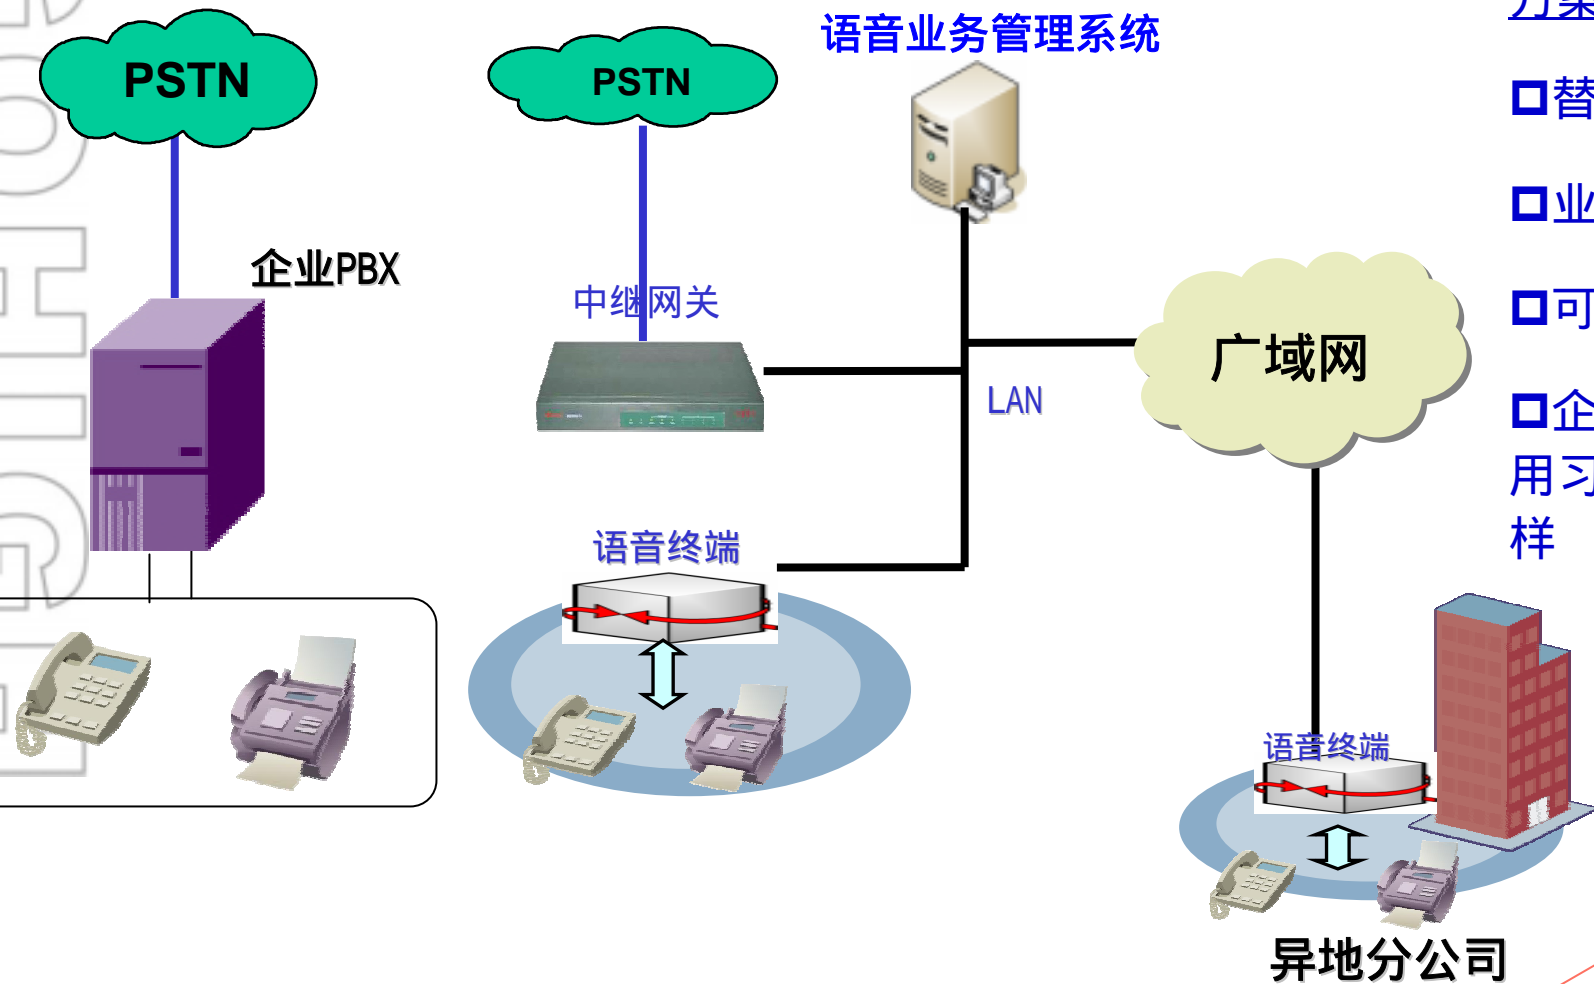 PSTN
PSTN
语音业务管理系统
企业PBX
中继网关
LAN
广域网
语音终端
语音终端
异地分公司
替
业
可
企
用习
样